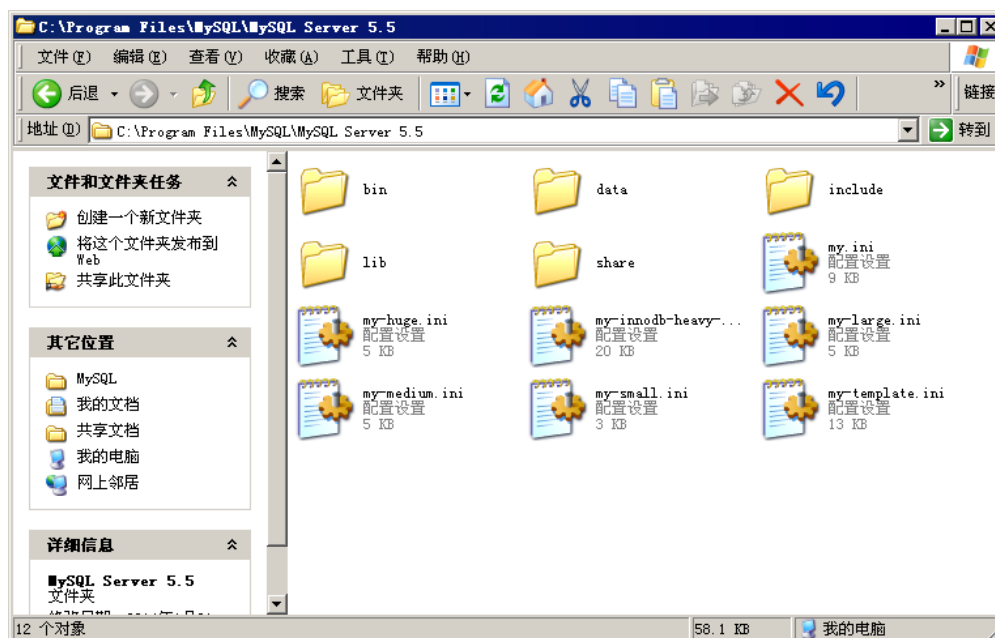 C:\Program Files\MySQL\MySQL Server 5.5
文件(F) 编辑(E) 查看(V) 收藏(A) 工具(T) 帮助(H)
后退 搜索 文件夹 » 链接
地址(D) C:\Program Files\MySQL\MySQL Server 5.5 转到
文件和文件夹任务
创建一个新文件夹
将这个文件夹发布到
Web
共享此文件夹
其它位置
MySQL
我的文档
共享文档
我的电脑
网上邻居
详细信息
MySQL Server 5.5
文件夹
bin
data
include
lib
share
my.ini
配置设置
9 KB
my-huge.ini
配置设置
5 KB
my-innodb-heavy-...
配置设置
20 KB
my-large.ini
配置设置
5 KB
my-medium.ini
配置设置
5 KB
my-small.ini
配置设置
3 KB
my-template.ini
配置设置
13 KB
12 个对象 58.1 KB 我的电脑